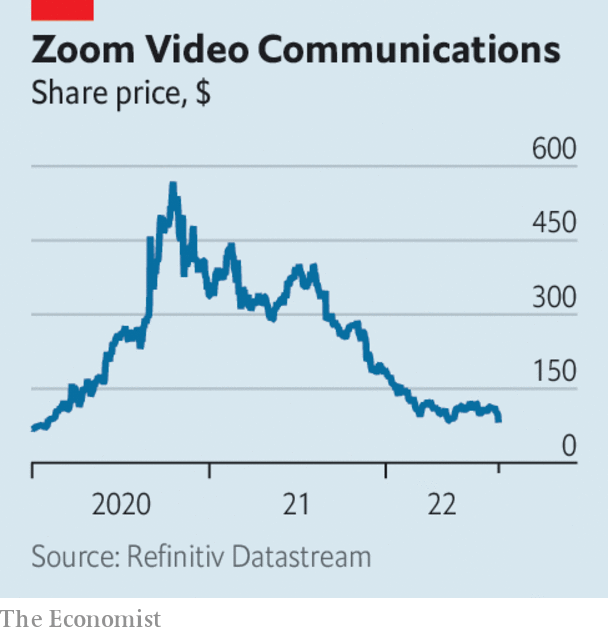 Zoom Video Communications
Share price, $
600
450
300
150
0
2020
21
22
Source: Refinitiv Datastream
The Economist